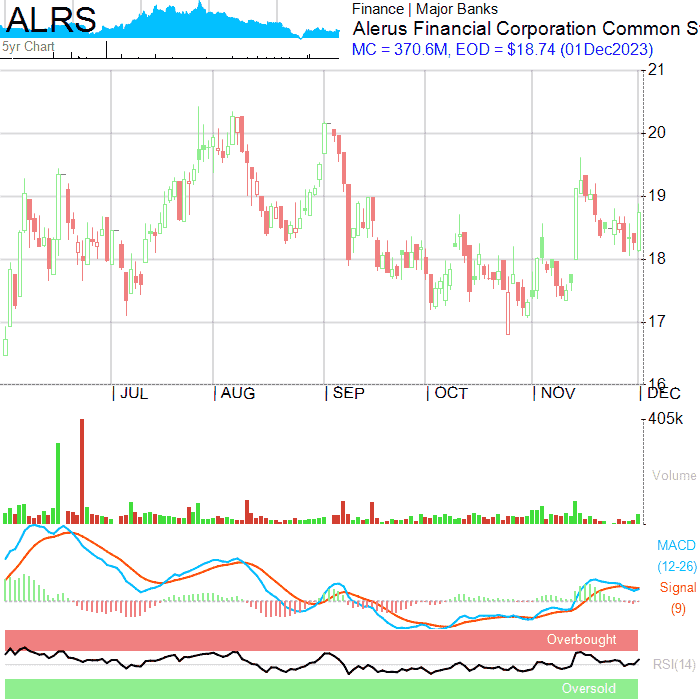 ALRS
5yr Chart
Finance | Major Banks
Alerus Financial Corporation Common S
MC = 370.6M, EOD = $18.74 (01Dec2023)
21
20
19
18
17
16
JUL AUG SEP OCT NOV DEC
405k
Volume
MACD
(12-26)
Signal
(9)
Overbought
RSI(14)
Oversold